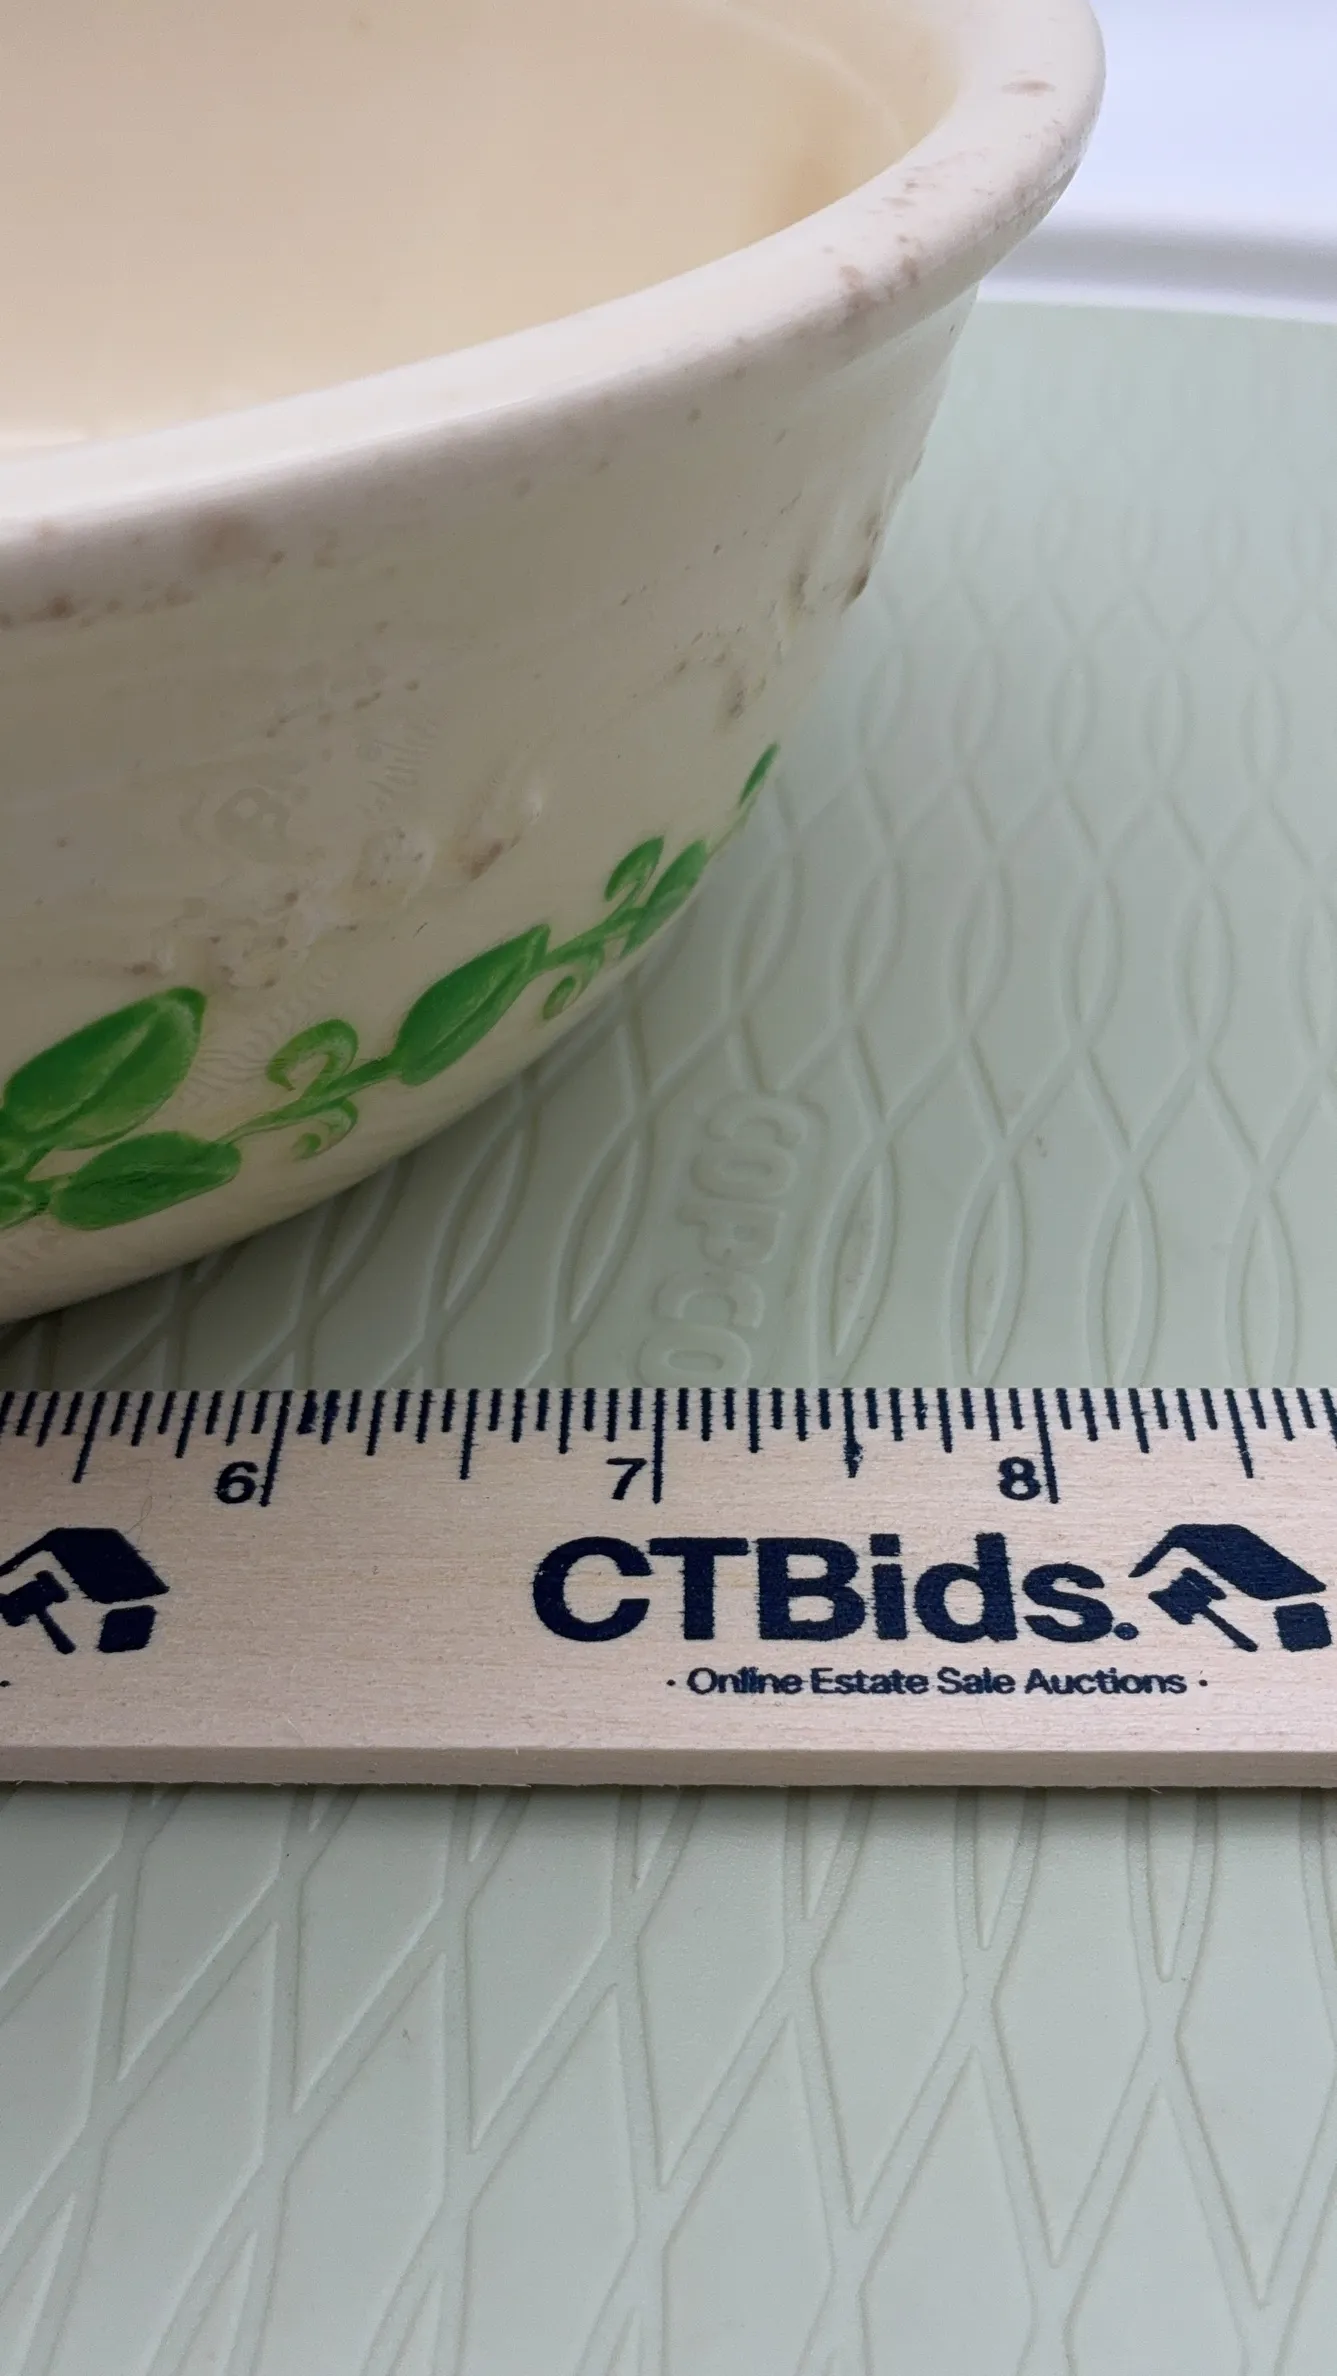 COPCO
6 7 8
CTBids.
· Online Estate Sale Auctions ·